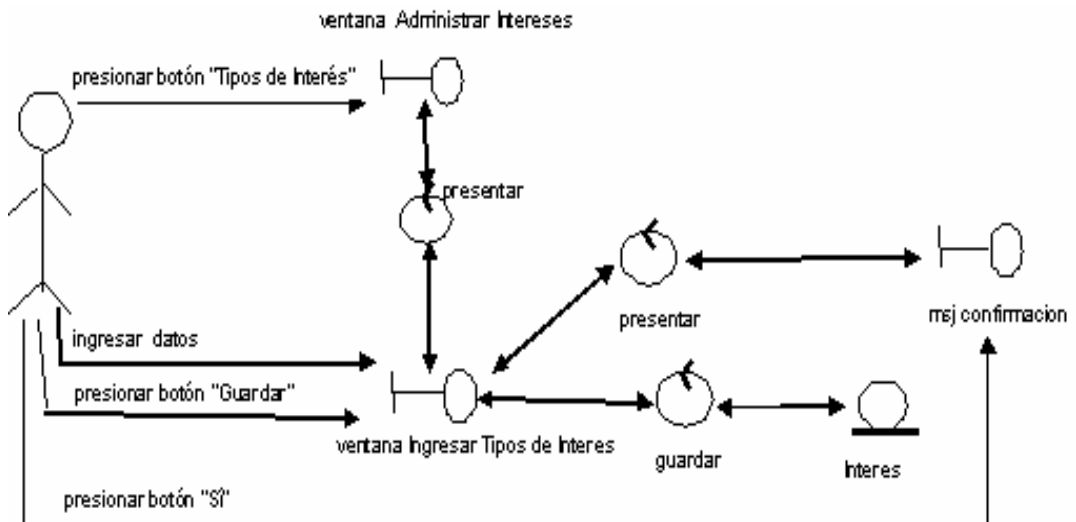 ventana Administrar Intereses
presionar botón "Tipos de Interés"
presentar
presentar
msj confirmacion
ingresar datos
presionar botón "Guardar"
ventana Ingresar Tipos de Interes
guardar
Interes
presionar botón "Sí"